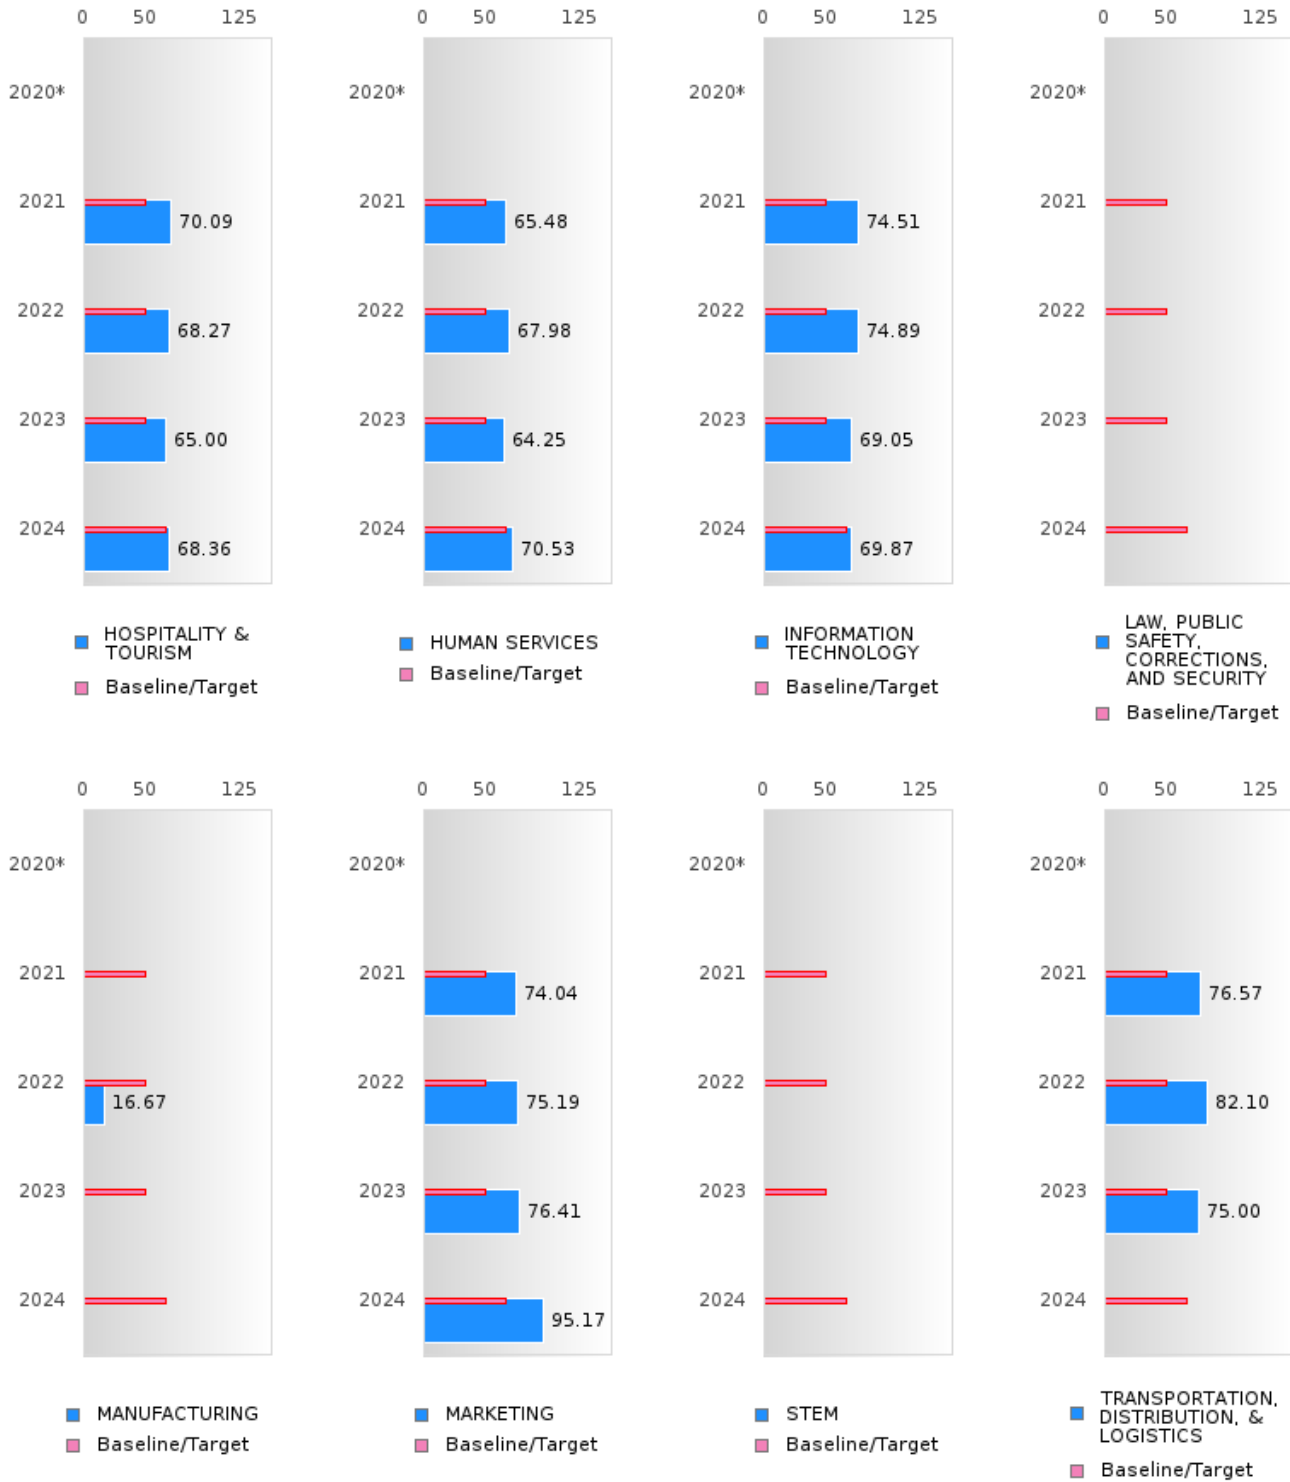 0 50 125 0 50 125 0 50 125 0 50 125
2020* 2020* 2020* 2020*
2021 70.09 2021 65.48 2021 74.51 2021
2022 68.27 2022 67.98 2022 74.89 2022
2023 65.00 2023 64.25 2023 69.05 2023
2024 68.36 2024 70.53 2024 69.87 2024
HOSPITALITY &
TOURISM
Baseline/Target
HUMAN SERVICES
Baseline/Target
INFORMATION
TECHNOLOGY
Baseline/Target
LAW, PUBLIC
SAFETY,
CORRECTIONS,
AND SECURITY
Baseline/Target
0 50 125 0 50 125 0 50 125 0 50 125
2020* 2020* 2020* 2020*
2021 2021 74.04 2021 2021 76.57
2022 16.67 2022 75.19 2022 2022 82.10
2023 2023 76.41 2023 2023 75.00
2024 2024 95.17 2024 2024
MANUFACTURING
Baseline/Target
MARKETING
Baseline/Target
STEM
Baseline/Target
TRANSPORTATION,
DISTRIBUTION, &
LOGISTICS
Baseline/Target